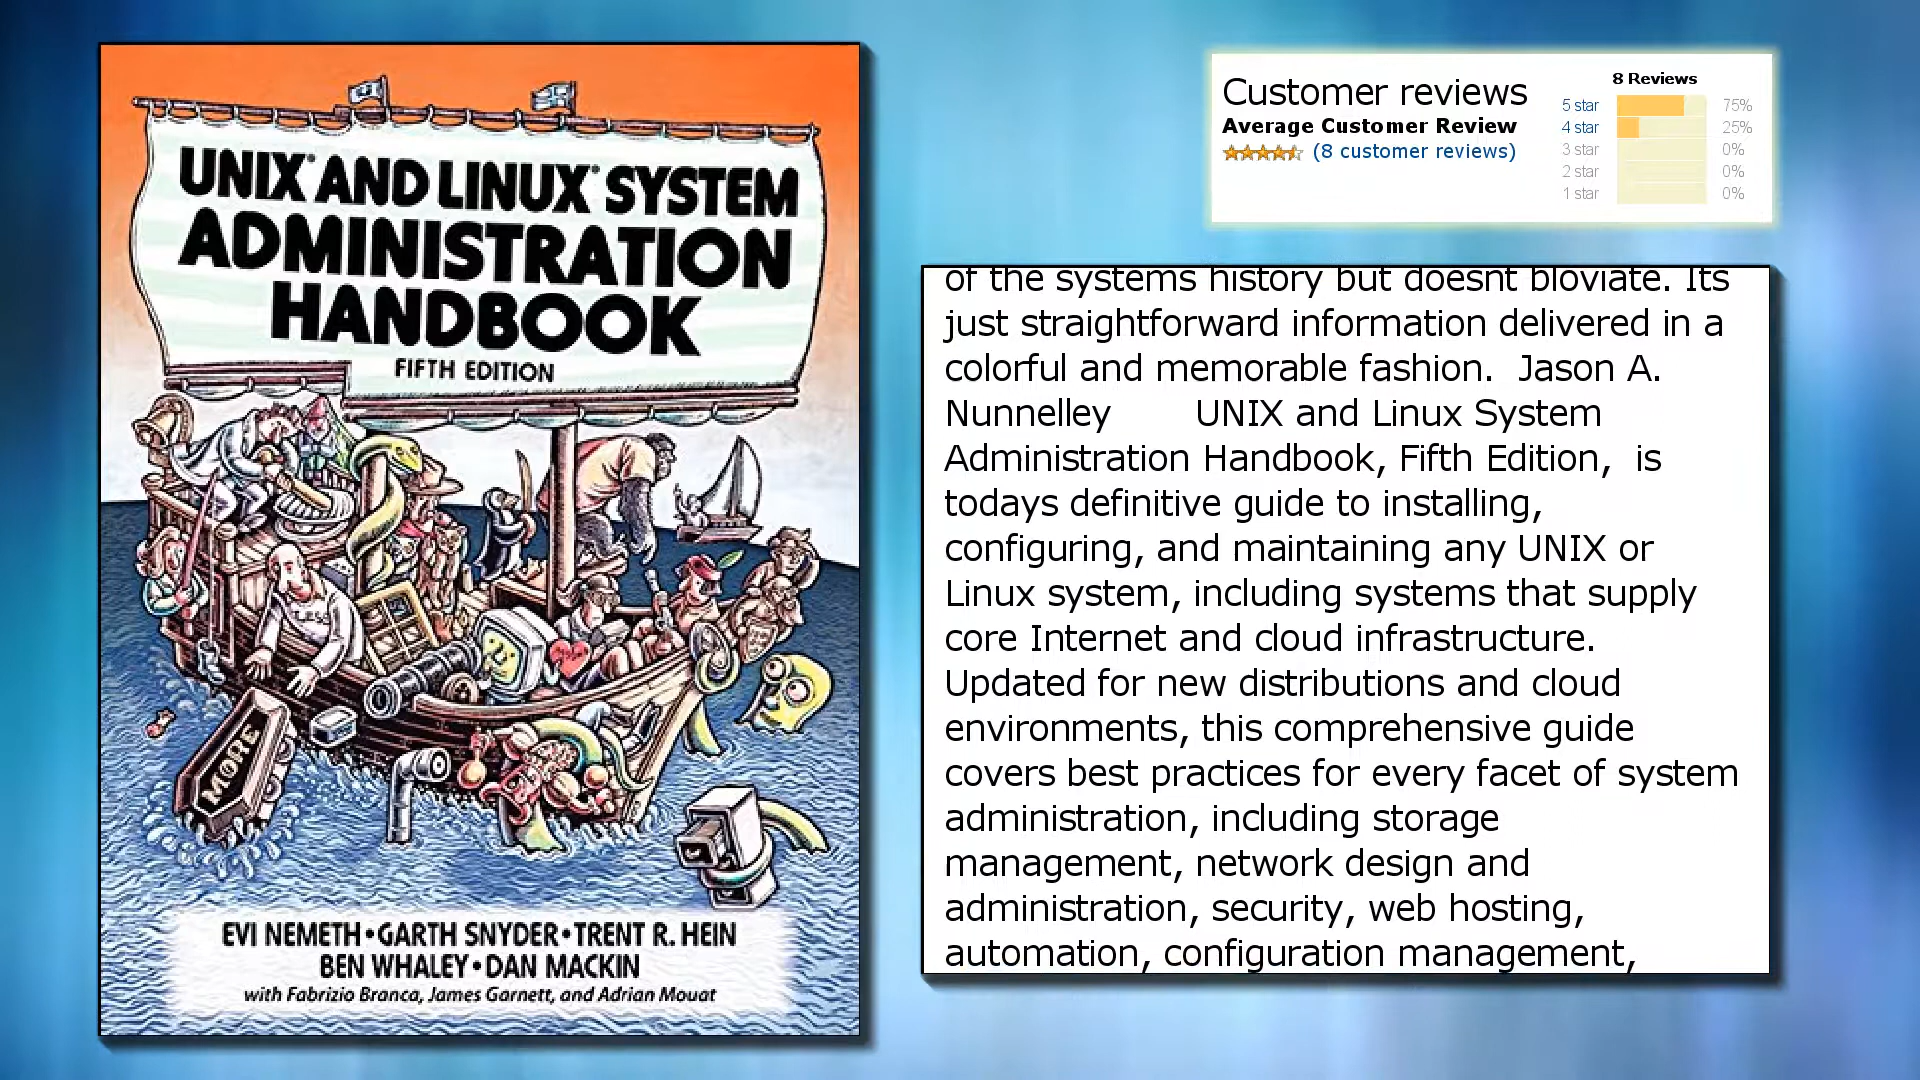 UNIX® AND LINUX® SYSTEM
ADMINISTRATION
HANDBOOK
FIFTH EDITION
MORE
EVI NEMETH • GARTH SNYDER • TRENT R. HEIN
BEN WHALEY • DAN MACKIN
with Fabrizio Branca, James Garnett, and Adrian Mouat
Customer reviews
Average Customer Review
(8 customer reviews)
8 Reviews
5 star 75%
4 star 25%
3 star 0%
2 star 0%
1 star 0%
of the systems history but doesnt bloviate. Its
just straightforward information delivered in a
colorful and memorable fashion.  Jason A.
Nunnelley UNIX and Linux System
Administration Handbook, Fifth Edition,  is
todays definitive guide to installing,
configuring, and maintaining any UNIX or
Linux system, including systems that supply
core Internet and cloud infrastructure.
Updated for new distributions and cloud
environments, this comprehensive guide
covers best practices for every facet of system
administration, including storage
management, network design and
administration, security, web hosting,
automation, configuration management,